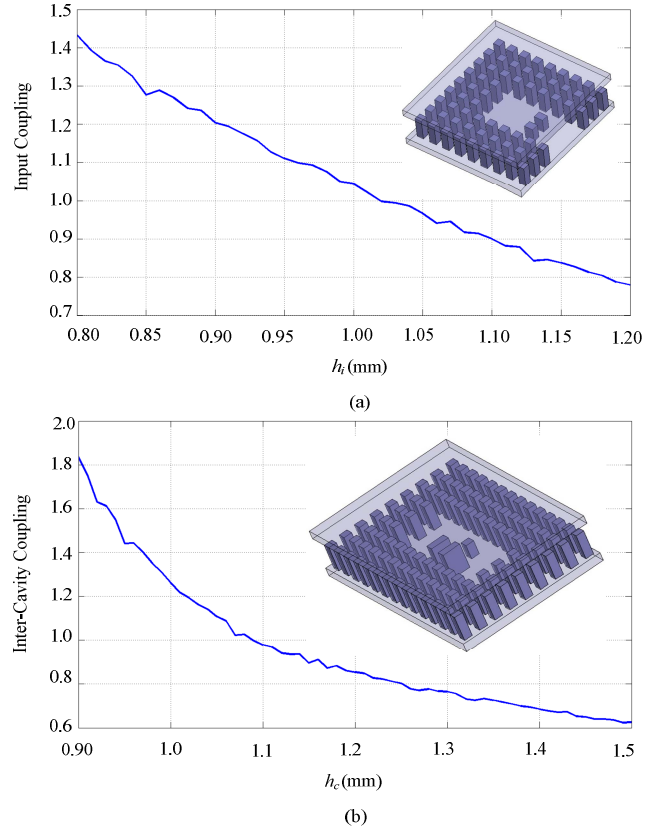 1.5
1.4
1.3
1.2
1.1
1.0
0.9
0.8
0.7
Input Coupling
0.80 0.85 0.90 0.95 1.00 1.05 1.10 1.15 1.20
hᵢ (mm)
(a)
2.0
1.8
1.6
1.4
1.2
1.0
0.8
0.6
Inter-Cavity Coupling
0.90 1.0 1.1 1.2 1.3 1.4 1.5
h_c (mm)
(b)